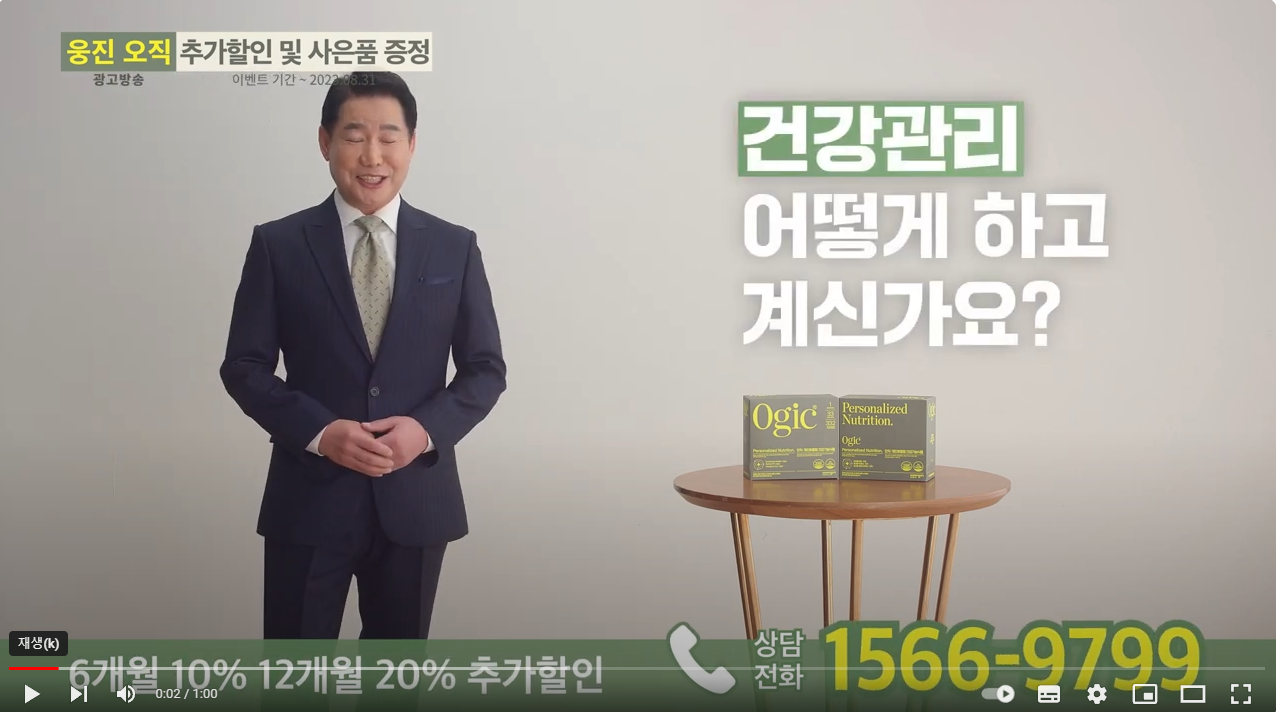 웅진 오직 추가할인 및 사은품 증정
광고방송
이벤트 기간 ~ 2022.08.31
건강관리
어떻게 하고
계신가요?
Ogic
Personalized Nutrition.
Personalized
Nutrition.
Ogic
Personalized Nutrition.
재생(k)
6개월 10% 12개월 20% 추가할인
상담
전화
1566-9799
0:02 / 1:00